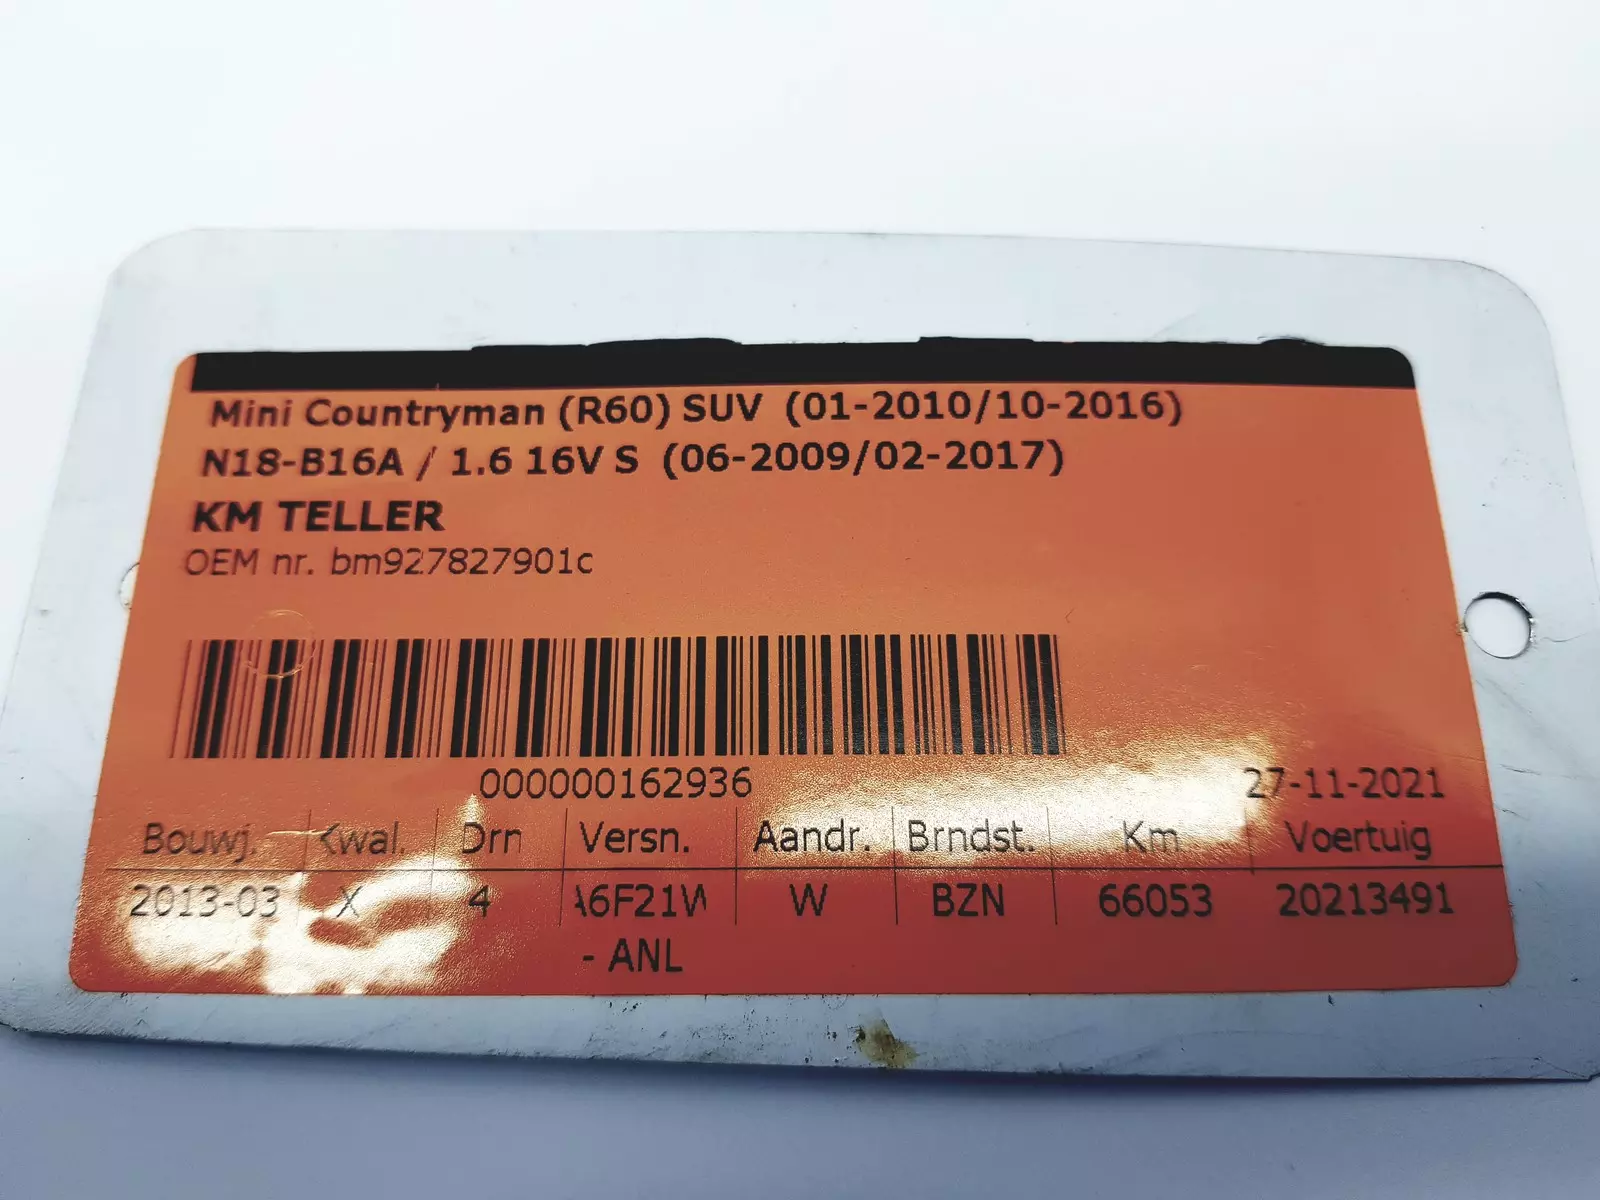 Mini Countryman (R60) SUV (01-2010/10-2016)
N18-B16A / 1.6 16V S (06-2009/02-2017)
KM TELLER
OEM nr. bm927827901c
000000162936
27-11-2021
Bouwj. Kwal. Drn Versn. Aandr. Brndst. Km Voertuig
2013-03 X 4 A6F21W W BZN 66053 20213491
- ANL